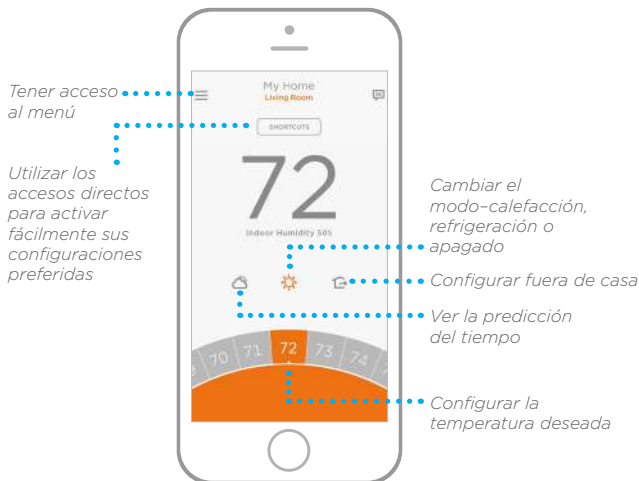 Tener acceso
al menú
Utilizar los
accesos directos
para activar
fácilmente sus
configuraciones
preferidas
My Home
Living Room
SHORTCUTS
72
Indoor Humidity 50%
70 71 72 73 74
Cambiar el
modo–calefacción,
refrigeración o
apagado
Configurar fuera de casa
Ver la predicción
del tiempo
Configurar la
temperatura deseada